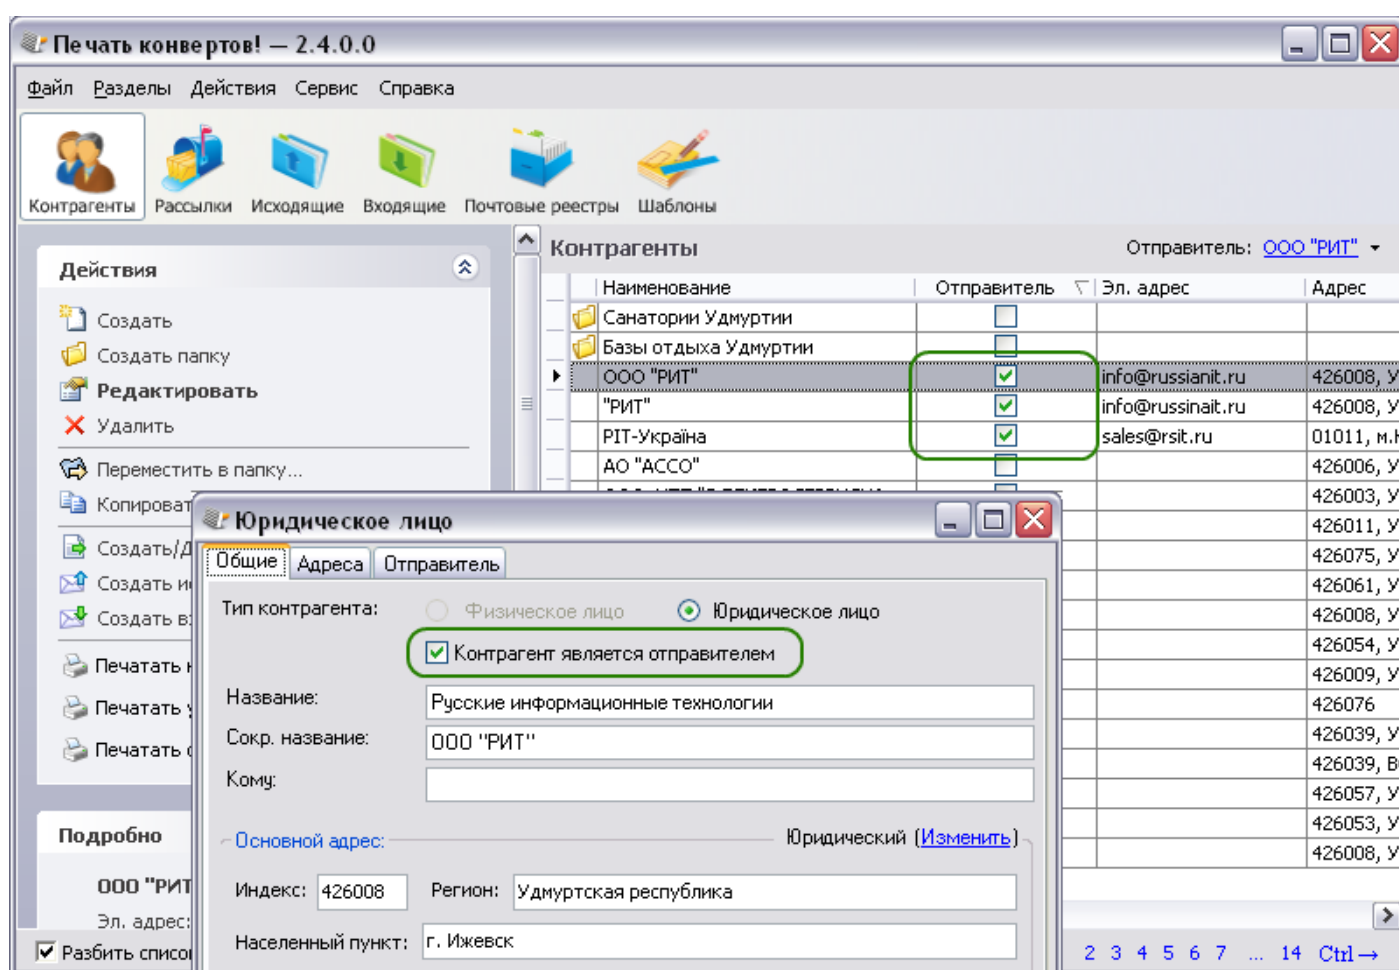 Печать конвертов! — 2.4.0.0
Файл Разделы Действия Сервис Справка
Контрагенты Рассылки Исходящие Входящие Почтовые реестры Шаблоны
Действия
Создать
Создать папку
Редактировать
Удалить
Переместить в папку...
Копироват
Создать/Д
Создать и
Создать в
Печатать
Печатать
Печатать
Подробно
ООО "РИТ
Эл. адрес:
Разбить списо
Контрагенты Отправитель: ООО "РИТ"
Наименование Отправитель Эл. адрес Адрес
Санатории Удмуртии
Базы отдыха Удмуртии
ООО "РИТ" info@russianit.ru 426008, У
"РИТ" info@russinait.ru 426008, У
РІТ-Україна sales@rsit.ru 01011, м.К
АО "АССО" 426006, У
426003, У
426011, У
426075, У
426061, У
426008, У
426054, У
426009, У
426076
426039, У
426039, В
426057, У
426053, У
426008, У
2 3 4 5 6 7 ... 14 Ctrl→
Юридическое лицо
Общие Адреса Отправитель
Тип контрагента: Физическое лицо Юридическое лицо
Контрагент является отправителем
Название: Русские информационные технологии
Сокр. название: ООО "РИТ"
Кому:
Основной адрес: Юридический (Изменить)
Индекс: 426008 Регион: Удмуртская республика
Населенный пункт: г. Ижевск